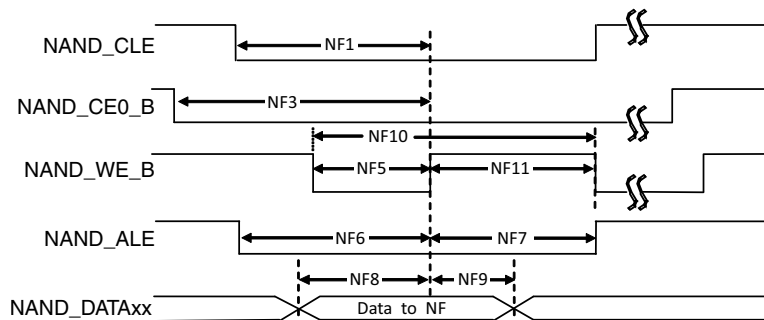 NAND_CLE
NF1
NAND_CE0_B
NF3
NF10
NAND_WE_B
NF5
NF11
NAND_ALE
NF6
NF7
NF8
NF9
NAND_DATAxx
Data to NF